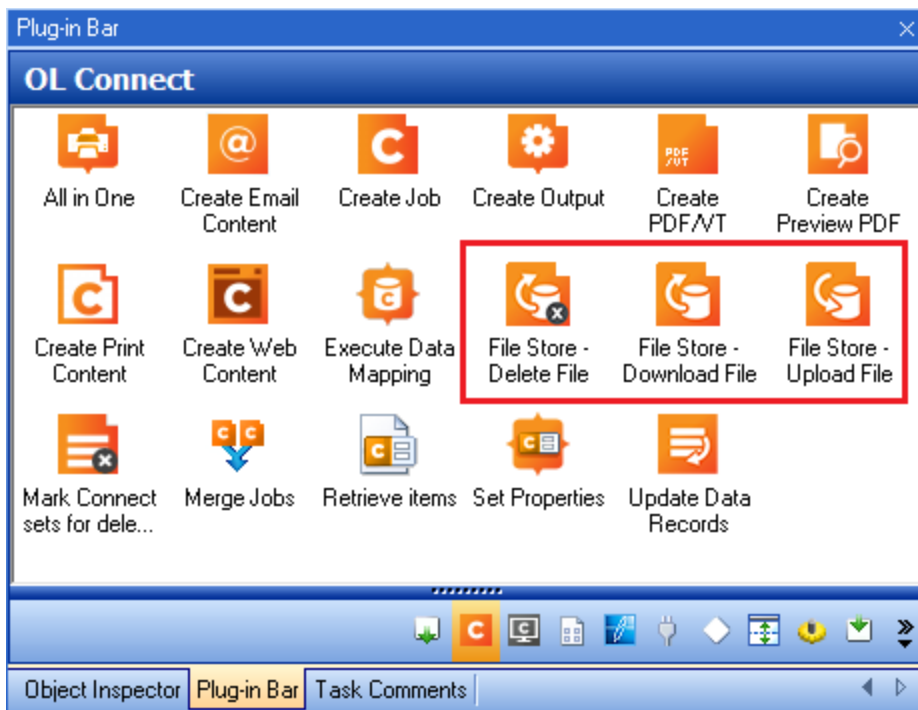 Plug-in Bar
OL Connect
All in One
Create Email
Content
Create Job
Create Output
PDF
/VT
Create
PDF/VT
Create
Preview PDF
Create Print
Content
Create Web
Content
Execute Data
Mapping
File Store -
Delete File
File Store -
Download File
File Store -
Upload File
Mark Connect
sets for dele...
Merge Jobs
Retrieve items
Set Properties
Update Data
Records
Object Inspector
Plug-in Bar
Task Comments